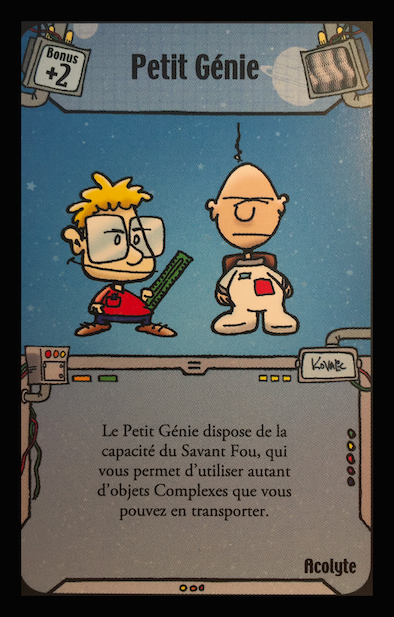 Bonus
+2
Petit Génie
Kovalic
Le Petit Génie dispose de la
capacité du Savant Fou, qui
vous permet d'utiliser autant
d'objets Complexes que vous
pouvez en transporter.
Acolyte